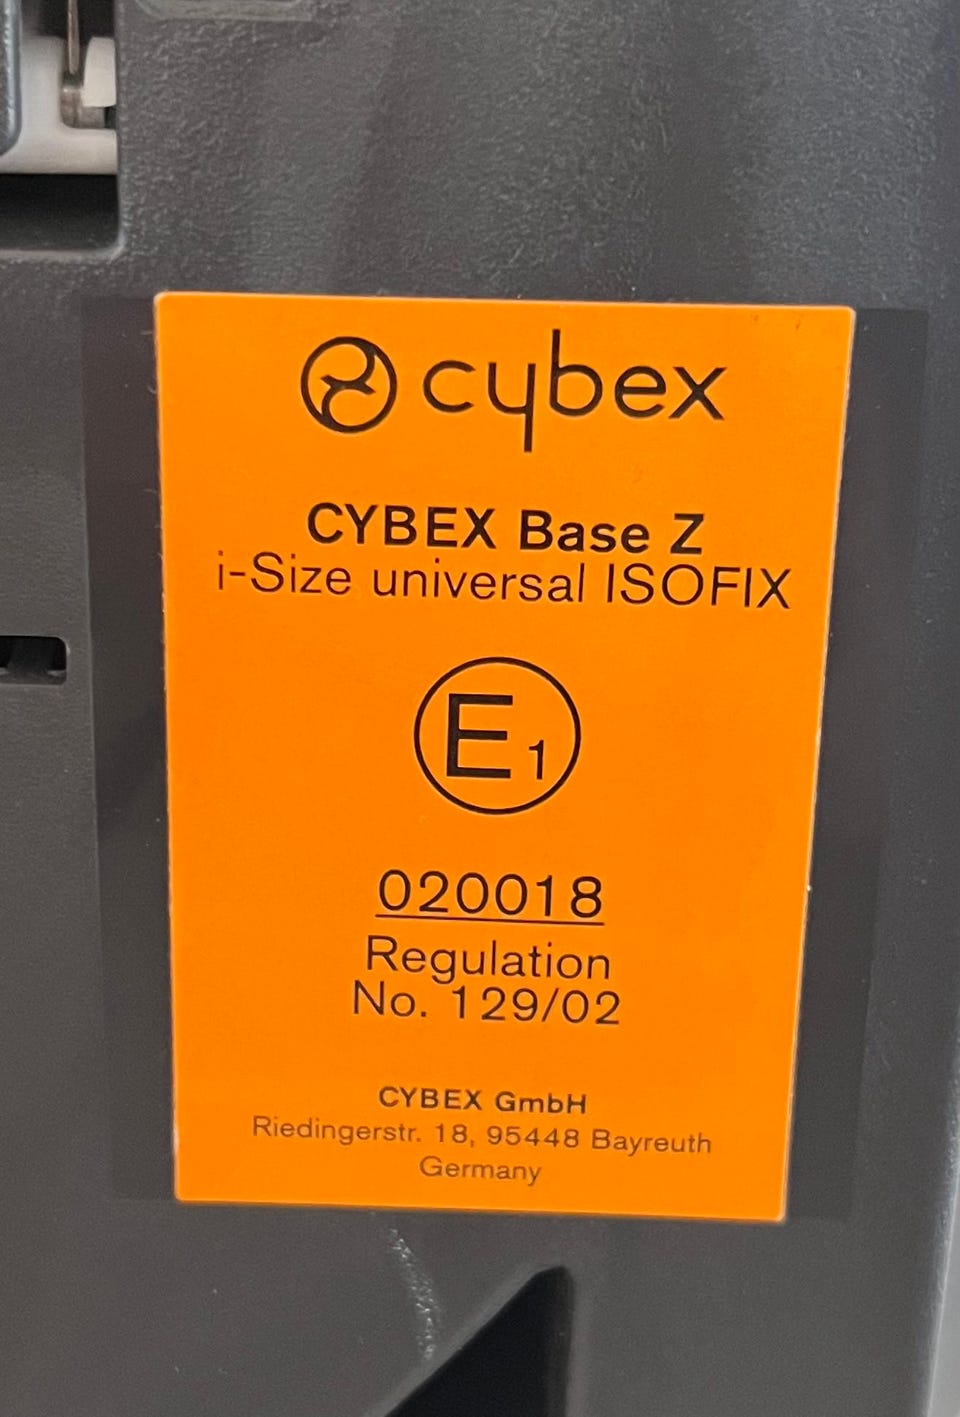 cybex
CYBEX Base Z
i-Size universal ISOFIX
E1
020018
Regulation
No. 129/02
CYBEX GmbH
Riedingerstr. 18, 95448 Bayreuth
Germany